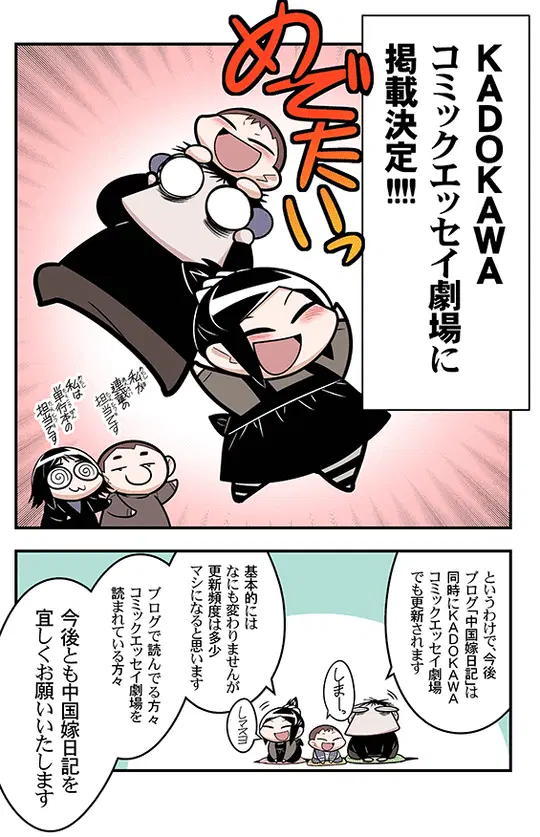 KADOKAWA
コミックエッセイ劇場に
掲載決定!!!!
めでたいっ
私が
連載の
担当です
私は
単行本の
担当です
というわけで、今後
ブログ「中国嫁日記」は
同時にKADOKAWA
コミックエッセイ劇場
でも更新されます
しまーっ。
シマスヨ
基本的には
なにも変わりませんが
更新頻度は多少
マシになると思います
ブログで読んでる方々
コミックエッセイ劇場を
読まれている方々
今後とも中国嫁日記を
宜しくお願いいたします